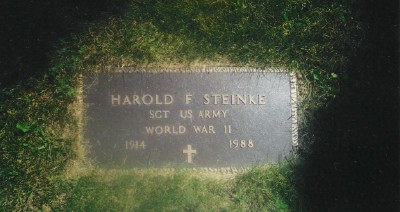 HAROLD F STEINKE
SGT US ARMY
WORLD WAR II
1914 1988